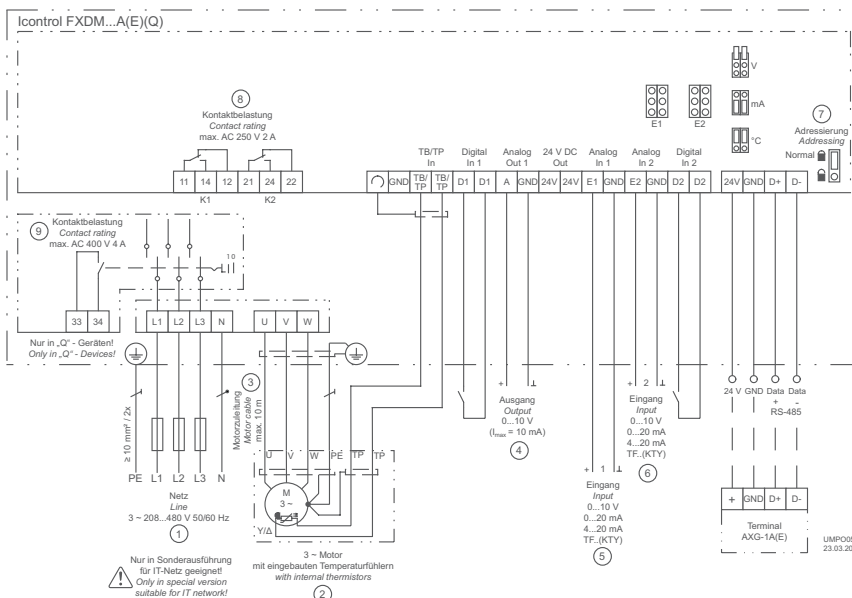 Icontrol FXDM...A(E)(Q)
8
Kontaktbelastung
Contact rating
max. AC 250 V 2 A
11 14 12 21 24 22
K1 K2
TB/TP
In
Digital
In 1
Analog
Out 1
24 V DC
Out
Analog
In 1
Analog
In 2
Digital
In 2
E1
E2
V
mA
°C
7
Adressierung
Addressing
Normal
GND TB/TP TB/TP D1 D1 A GND 24V 24V E1 GND E2 GND D2 D2 24V GND D+ D-
9
Kontaktbelastung
Contact rating
max. AC 400 V 4 A
1 0
33 34
L1 L2 L3 N
U V W
Nur in „Q“ - Geräten!
Only in „Q“ - Devices!
≥ 10 mm² / 2x
PE L1 L2 L3 N
Netz
Line
3 ~ 208...480 V 50/60 Hz
1
Nur in Sonderausführung
für IT-Netz geeignet!
Only in special version
suitable for IT network!
3
Motorzuleitung
Motor cable
max. 10 m
U V W PE TP TP
M
3 ~
Y/Δ
3 ~ Motor
mit eingebauten Temperaturfühlern
with internal thermistors
2
+ ⊥
Ausgang
Output
0...10 V
(Imax = 10 mA)
4
+ 1 ⊥
Eingang
Input
0...10 V
0...20 mA
4...20 mA
TF..(KTY)
5
+ 2 ⊥
Eingang
Input
0...10 V
0...20 mA
4...20 mA
TF..(KTY)
6
24 V GND Data Data
+ -
RS-485
+ GND D+ D-
Terminal
AXG-1A(E)